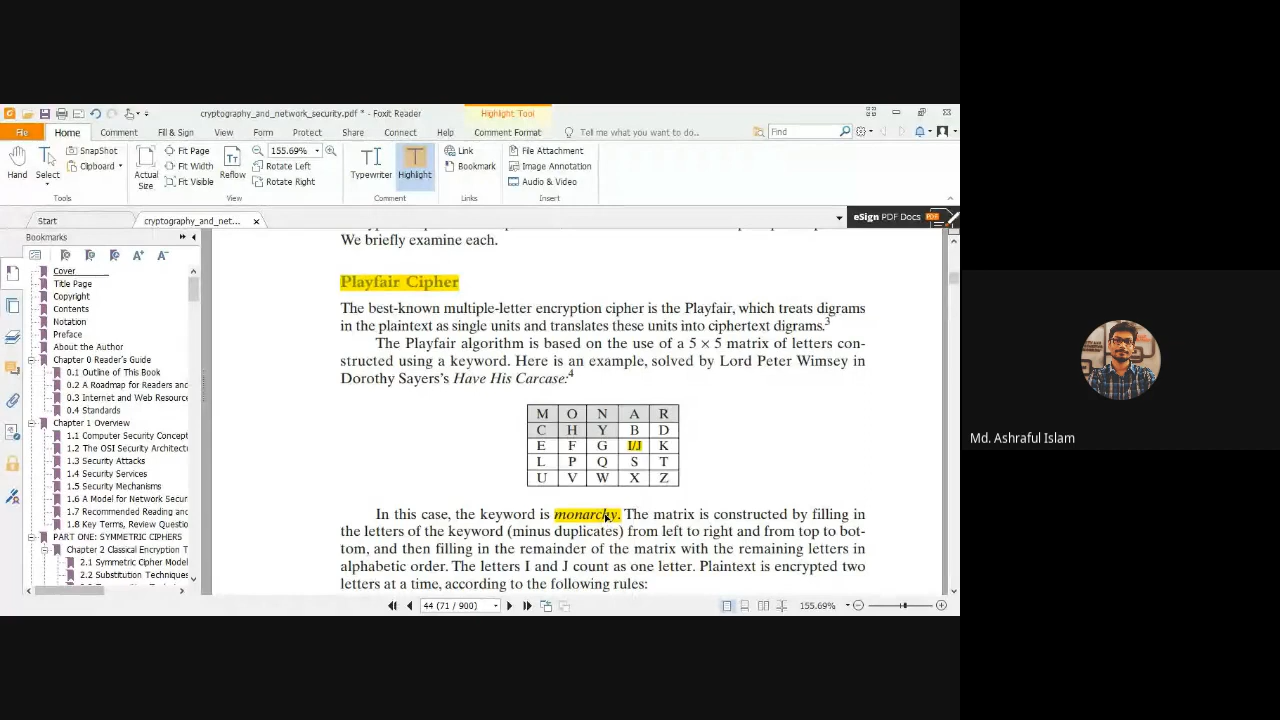 cryptography_and_network_security.pdf * - Foxit Reader
Highlight Tool
File Home Comment Fill & Sign View Form Protect Share Connect Help Comment Format Tell me what you want to do.. Find
Hand
Select
SnapShot
Clipboard
Tools
Actual Size
Fit Page
Fit Width
Fit Visible
Reflow
155.69%
Rotate Left
Rotate Right
View
Typewriter
Highlight
Comment
Link
Bookmark
Links
File Attachment
Image Annotation
Audio & Video
Insert
Start
cryptography_and_net...
eSign PDF Docs
Bookmarks
Cover
Title Page
Copyright
Contents
Notation
Preface
About the Author
Chapter 0 Reader's Guide
0.1 Outline of This Book
0.2 A Roadmap for Readers and
0.3 Internet and Web Resource
0.4 Standards
Chapter 1 Overview
1.1 Computer Security Concept
1.2 The OSI Security Architectu
1.3 Security Attacks
1.4 Security Services
1.5 Security Mechanisms
1.6 A Model for Network Secur
1.7 Recommended Reading and
1.8 Key Terms, Review Questio
PART ONE: SYMMETRIC CIPHERS
Chapter 2 Classical Encryption T
2.1 Symmetric Cipher Model
2.2 Substitution Techniques
We briefly examine each.
Playfair Cipher
The best-known multiple-letter encryption cipher is the Playfair, which treats digrams
in the plaintext as single units and translates these units into ciphertext digrams.3
The Playfair algorithm is based on the use of a 5 × 5 matrix of letters con-
structed using a keyword. Here is an example, solved by Lord Peter Wimsey in
Dorothy Sayers's Have His Carcase:4
M O N A R
C H Y B D
E F G I/J K
L P Q S T
U V W X Z
In this case, the keyword is monarchy. The matrix is constructed by filling in
the letters of the keyword (minus duplicates) from left to right and from top to bot-
tom, and then filling in the remainder of the matrix with the remaining letters in
alphabetic order. The letters I and J count as one letter. Plaintext is encrypted two
letters at a time, according to the following rules:
44 (71 / 900)
155.69%
Md. Ashraful Islam